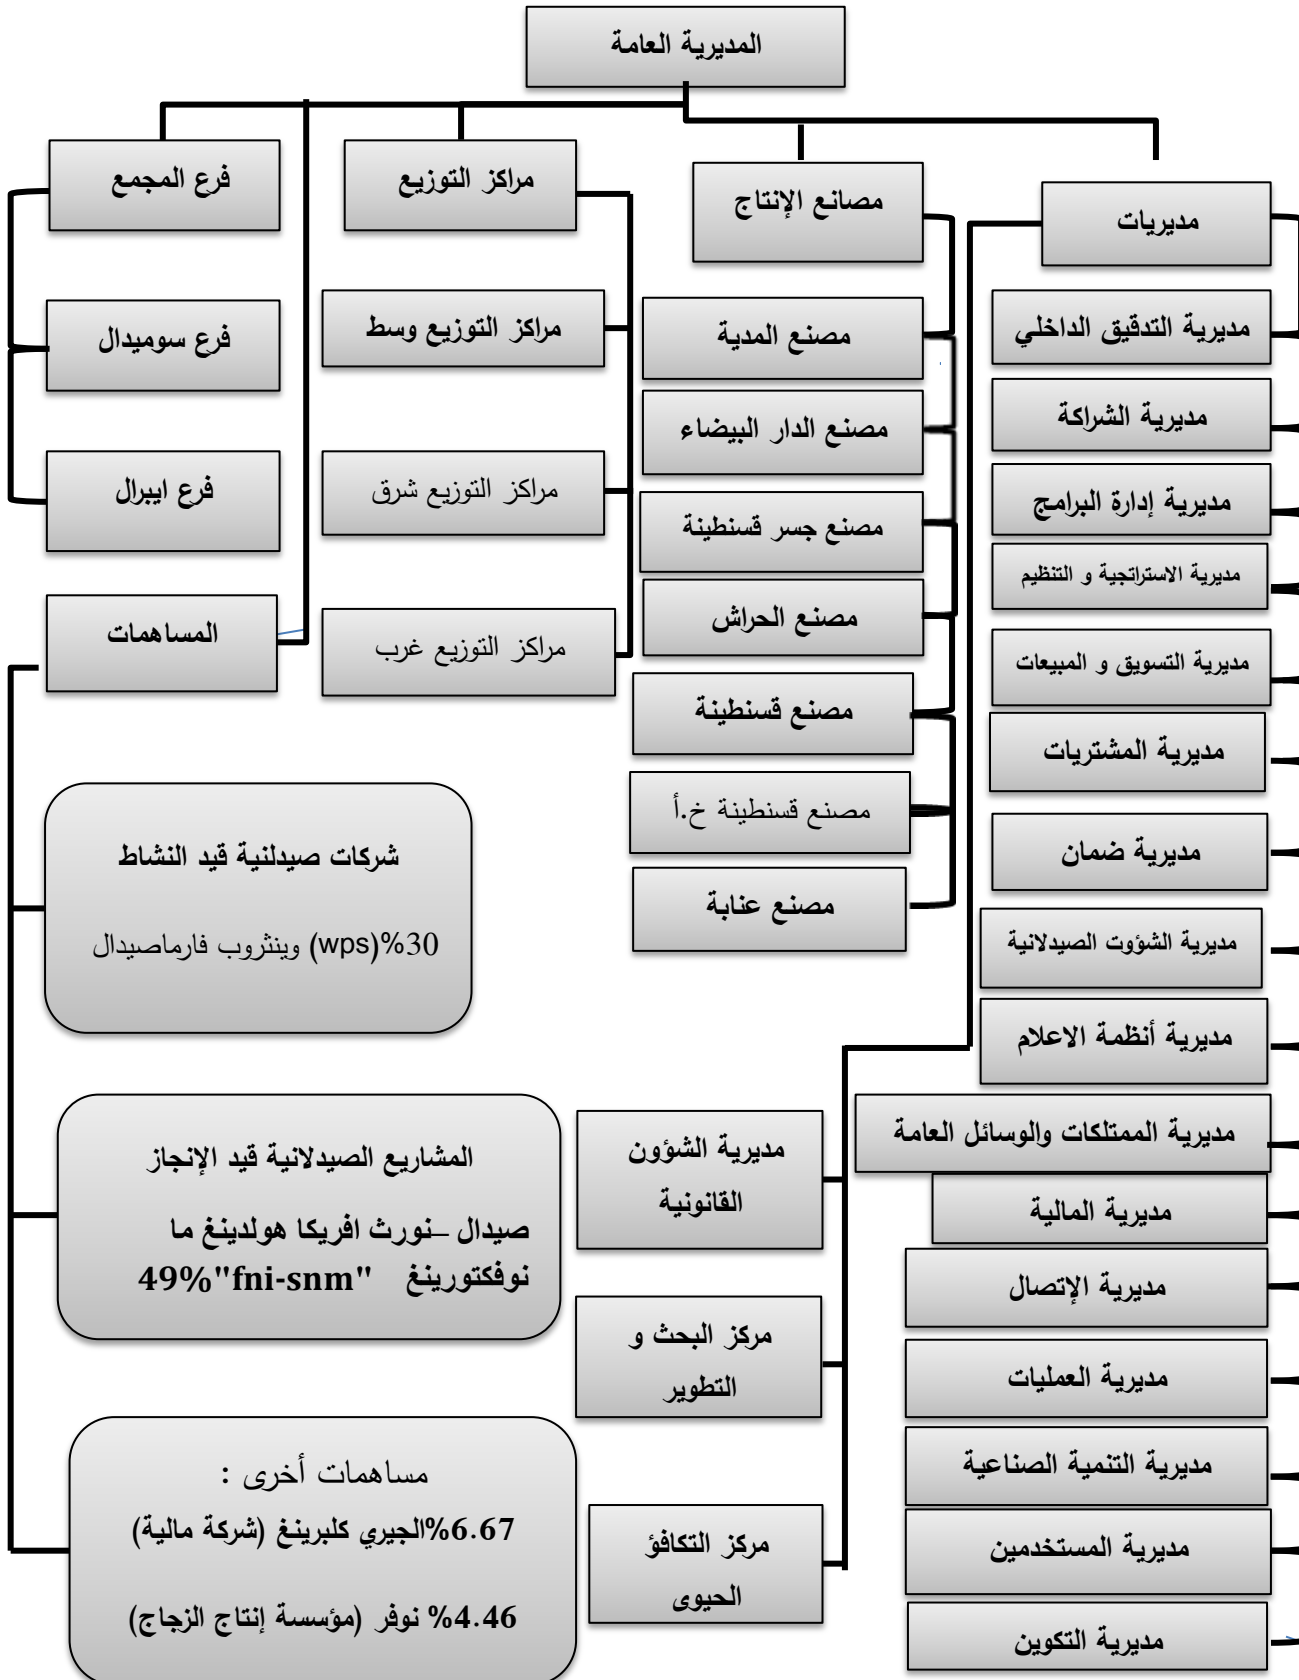 المديرية العامة
مديريات
مصانع الإنتاج
مراكز التوزيع
فرع المجمع
مديرية التدقيق الداخلي
مديرية الشراكة
مديرية إدارة البرامج
مديرية الاستراتجية و التنظيم
مديرية التسويق و المبيعات
مديرية المشتريات
مديرية ضمان
مديرية الشؤوت الصيدلانية
مديرية أنظمة الاعلام
مديرية الممتلكات والوسائل العامة
مديرية المالية
مديرية الإتصال
مديرية العمليات
مديرية التنمية الصناعية
مديرية المستخدمين
مديرية التكوين
مديرية الشؤون
القانونية
مركز البحث و
التطوير
مركز التكافؤ
الحيوى
مصنع المدية
مصنع الدار البيضاء
مصنع جسر قسنطينة
مصنع الحراش
مصنع قسنطينة
مصنع قسنطينة خ.أ
مصنع عنابة
مراكز التوزيع وسط
مراكز التوزيع شرق
مراكز التوزيع غرب
فرع سوميدال
فرع ايبرال
المساهمات
شركات صيدلنية قيد النشاط
30%(wps) وينثروب فارماصيدال
المشاريع الصيدلانية قيد الإنجاز
صيدال –نورث افريكا هولدينغ ما
نوفكتورينغ "fni-snm"49%
مساهمات أخرى :
6.67%الجيري كلبرينغ (شركة مالية)
4.46% نوفر (مؤسسة إنتاج الزجاج)